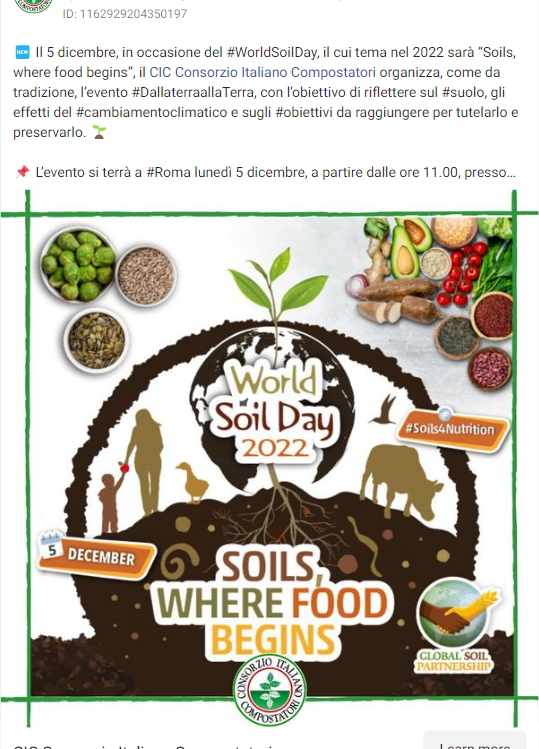 ID: 1162929204350197
NEW Il 5 dicembre, in occasione del #WorldSoilDay, il cui tema nel 2022 sarà “Soils,
where food begins”, il CIC Consorzio Italiano Compostatori organizza, come da
tradizione, l’evento #DallaterraallaTerra, con l’obiettivo di riflettere sul #suolo, gli
effetti del #cambiamentoclimatico e sugli #obiettivi da raggiungere per tutelarlo e
preservarlo.
L’evento si terrà a #Roma lunedì 5 dicembre, a partire dalle ore 11.00, presso...
World
Soil Day
2022
#Soils4Nutrition
5 DECEMBER
SOILS,
WHERE FOOD
BEGINS
GLOBAL SOIL
PARTNERSHIP
CONSORZIO ITALIANO
COMPOSTATORI
Learn more